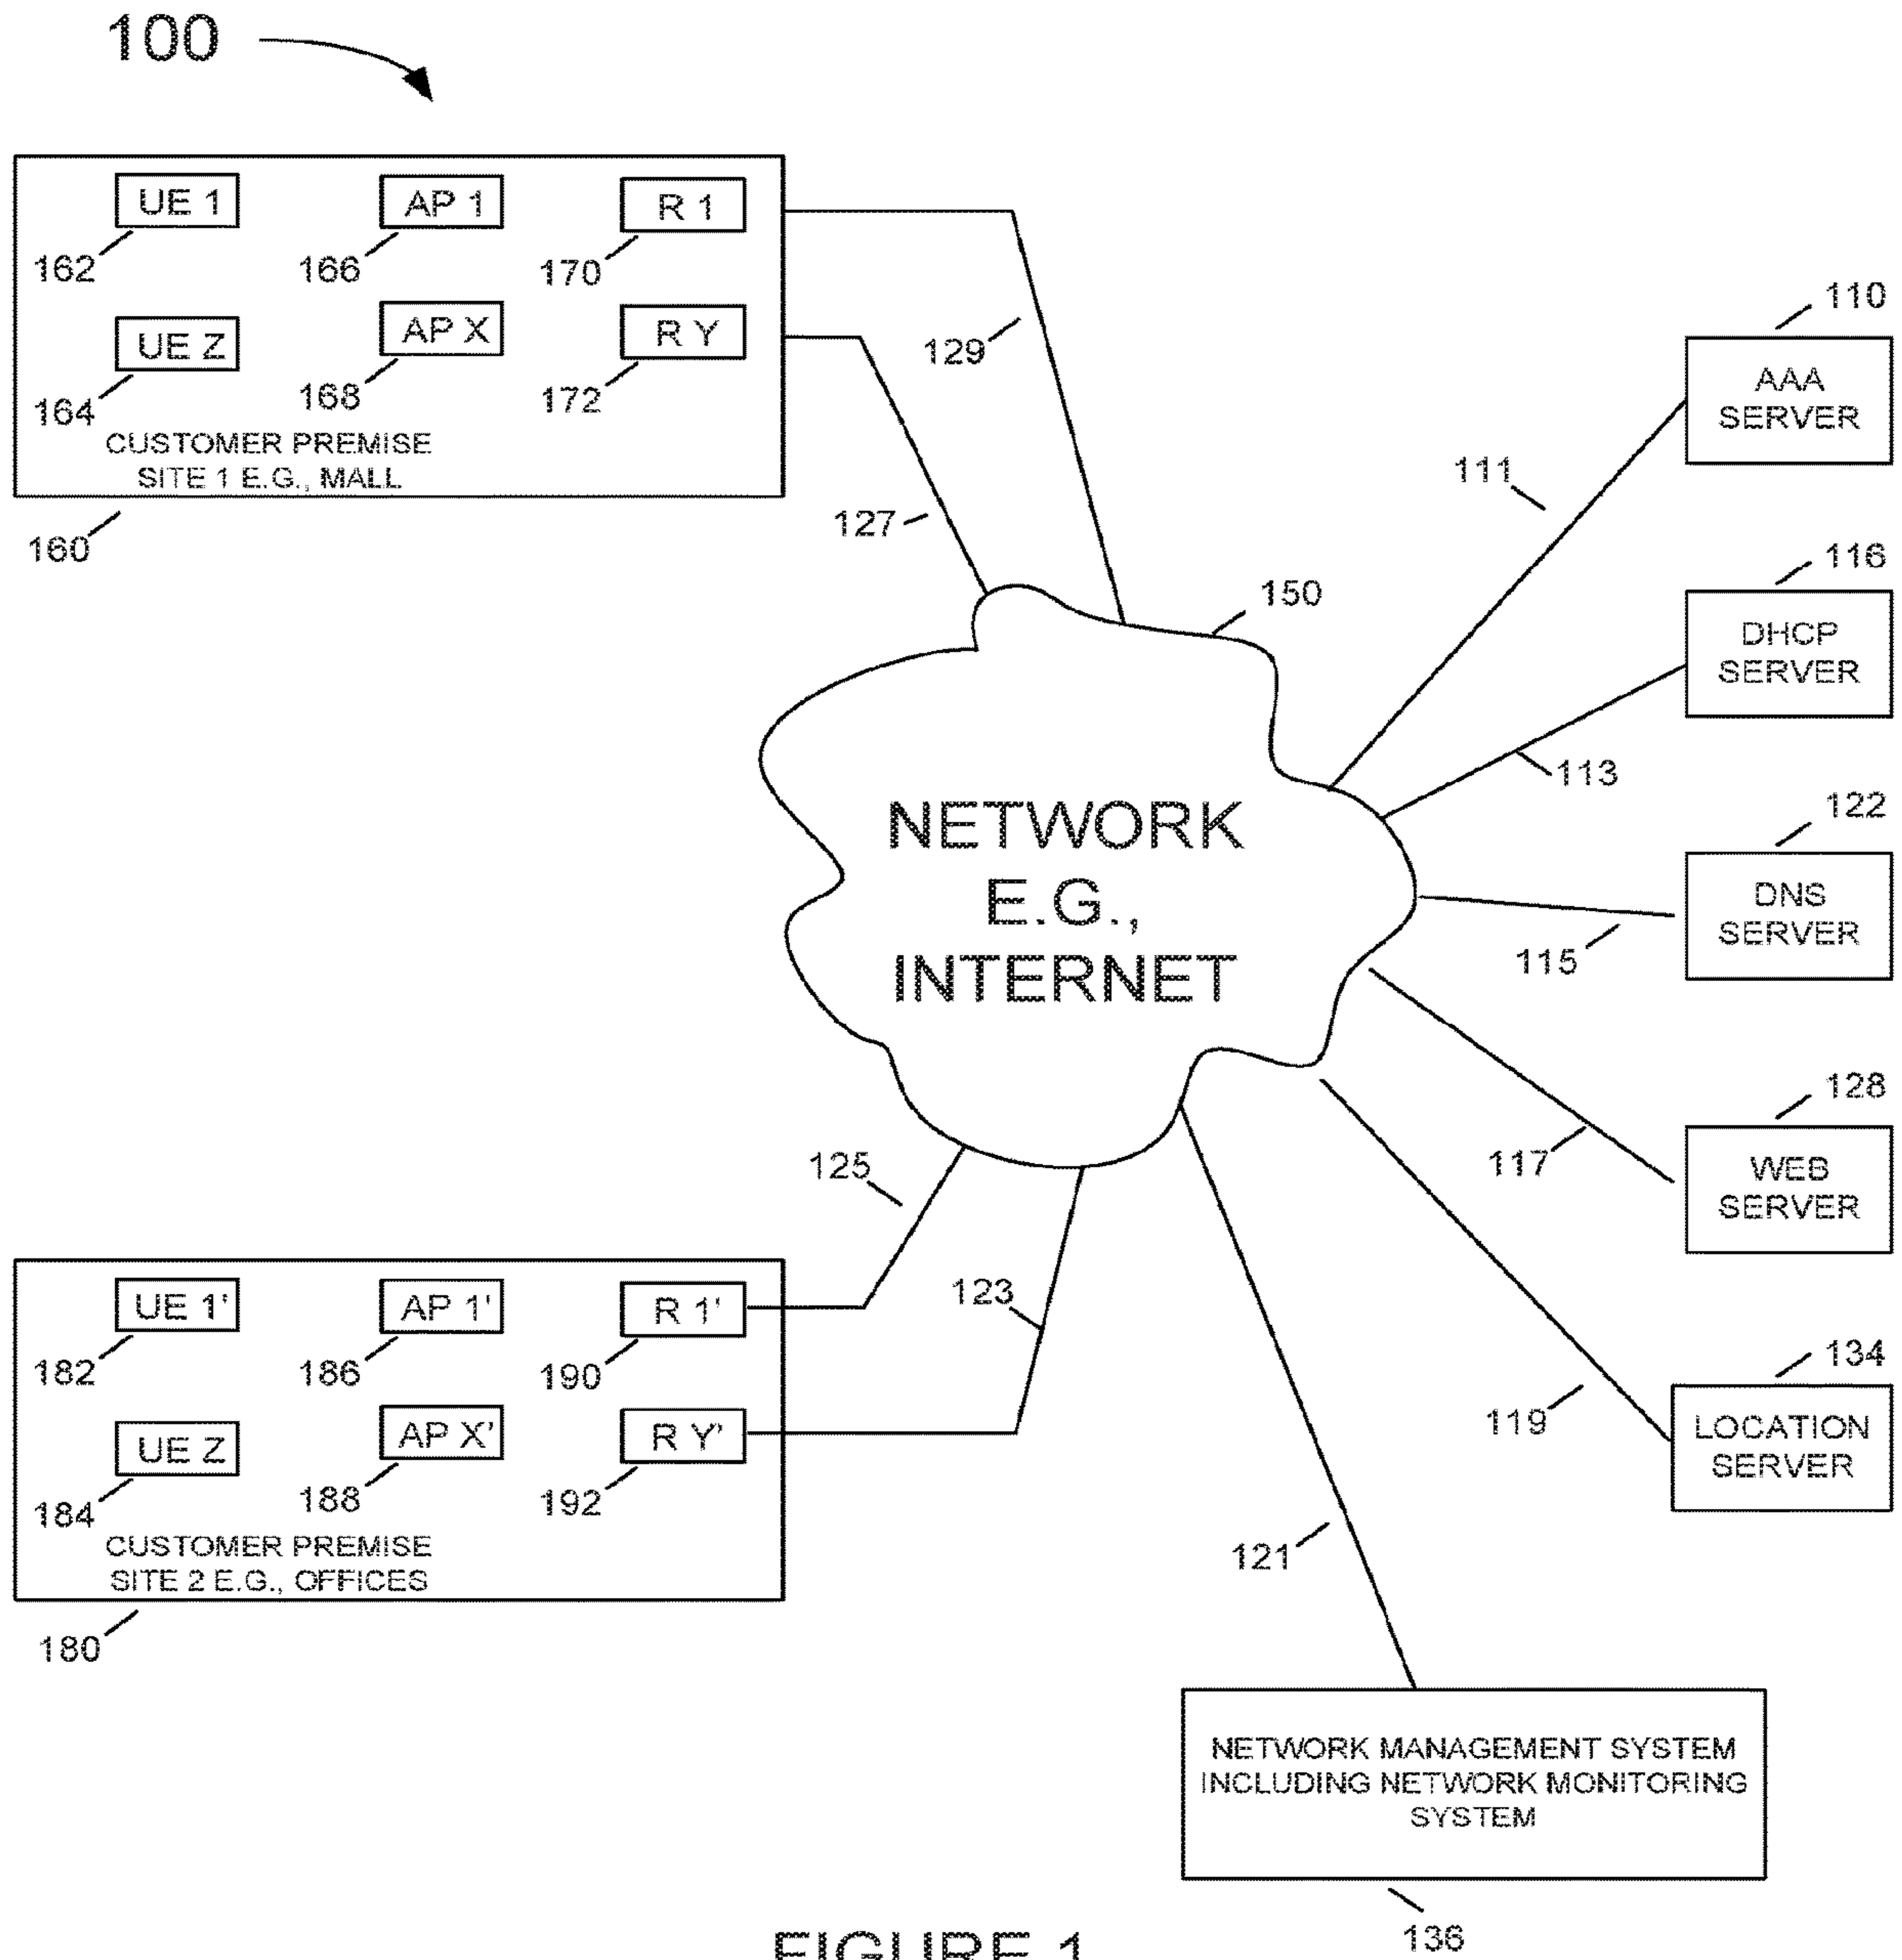 100
UE 1
AP 1
R 1
162
166
170
UE Z
AP X
R Y
164
168
172
CUSTOMER PREMISE
SITE 1 E.G., MALL
160
129
127
110
AAA
SERVER
111
116
DHCP
SERVER
113
150
NETWORK
E.G.,
INTERNET
122
DNS
SERVER
115
128
WEB
SERVER
117
134
LOCATION
SERVER
119
125
123
UE 1'
AP 1'
R 1'
182
186
190
UE Z
AP X'
R Y'
184
188
192
CUSTOMER PREMISE
SITE 2 E.G., OFFICES
180
121
NETWORK MANAGEMENT SYSTEM
INCLUDING NETWORK MONITORING
SYSTEM
136
FIGURE 1